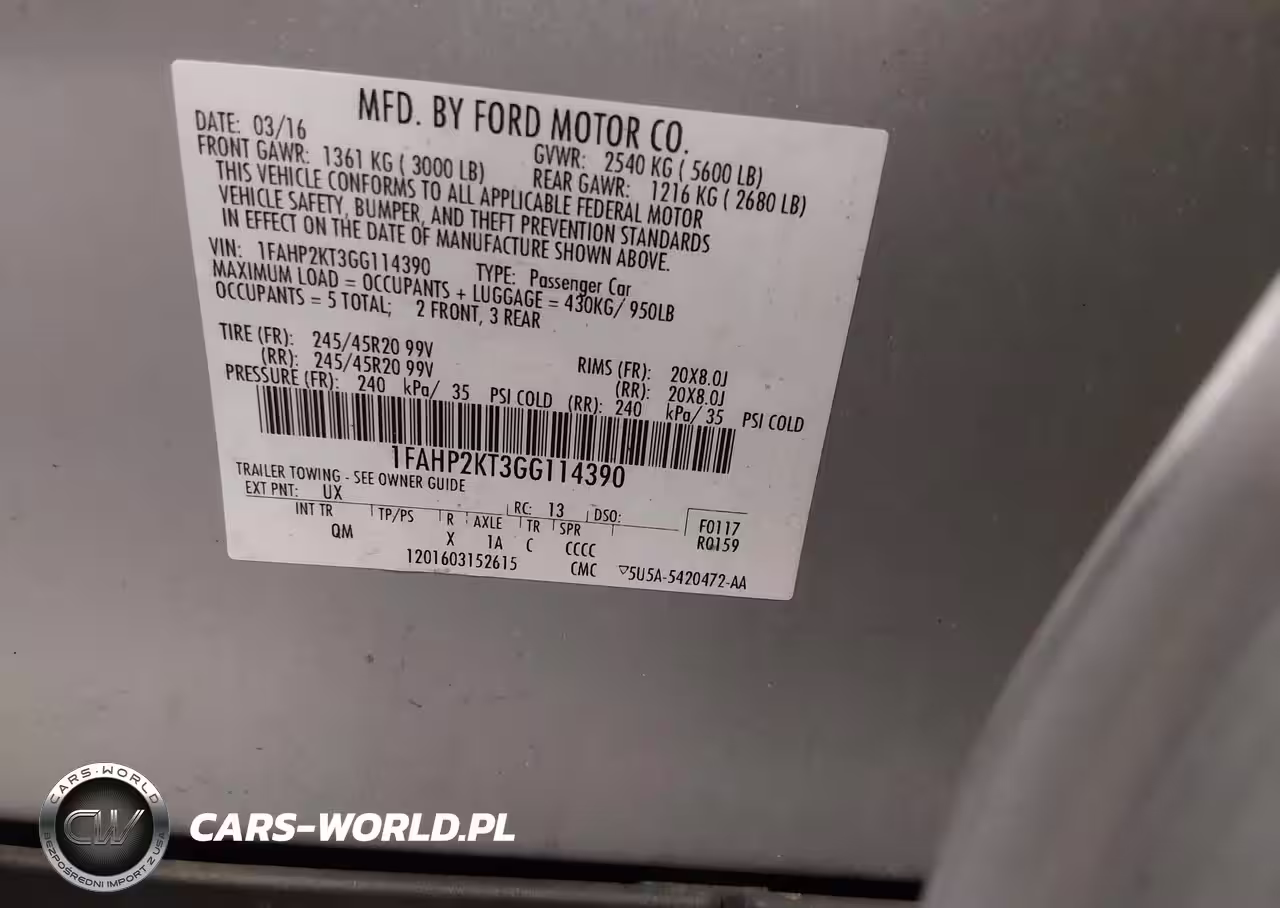 MFD. BY FORD MOTOR CO.
DATE: 03/16 GVWR: 2540 KG ( 5600 LB)
FRONT GAWR: 1361 KG ( 3000 LB) REAR GAWR: 1216 KG ( 2680 LB)
THIS VEHICLE CONFORMS TO ALL APPLICABLE FEDERAL MOTOR
VEHICLE SAFETY, BUMPER, AND THEFT PREVENTION STANDARDS
IN EFFECT ON THE DATE OF MANUFACTURE SHOWN ABOVE.
VIN: 1FAHP2KT3GG114390 TYPE: Passenger Car
MAXIMUM LOAD = OCCUPANTS + LUGGAGE = 430KG/ 950LB
OCCUPANTS = 5 TOTAL; 2 FRONT, 3 REAR
TIRE (FR): 245/45R20 99V RIMS (FR): 20X8.0J
(RR): 245/45R20 99V (RR): 20X8.0J
PRESSURE (FR): 240 kPa/ 35 PSI COLD (RR): 240 kPa/ 35 PSI COLD
1FAHP2KT3GG114390
TRAILER TOWING - SEE OWNER GUIDE
EXT PNT: UX RC: 13 DSO:
INT TR TP/PS R AXLE TR SPR F0117
QM X 1A C CCCC R0159
1201603152615 CMC ▽5U5A-5420472-AA
CARS-WORLD
CW
BEZPOŚREDNI IMPORT Z USA
CARS-WORLD.PL